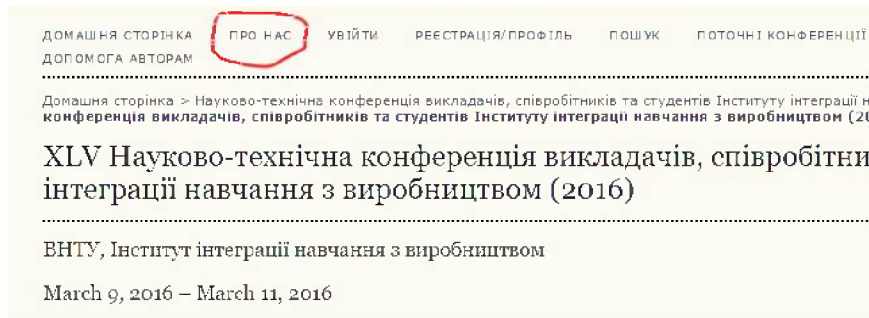 ДОМАШНЯ СТОРІНКА ПРО НАС УВІЙТИ РЕЄСТРАЦІЯ/ПРОФІЛЬ ПОШУК ПОТОЧНІ КОНФЕРЕНЦІЇ
ДОПОМОГА АВТОРАМ
Домашня сторінка > Науково-технічна конференція викладачів, співробітників та студентів Інституту інтеграції н
конференція викладачів, співробітників та студентів Інституту інтеграції навчання з виробництвом (20
XLV Науково-технічна конференція викладачів, співробітни
інтеграції навчання з виробництвом (2016)
ВНТУ, Інститут інтеграції навчання з виробництвом
March 9, 2016 – March 11, 2016